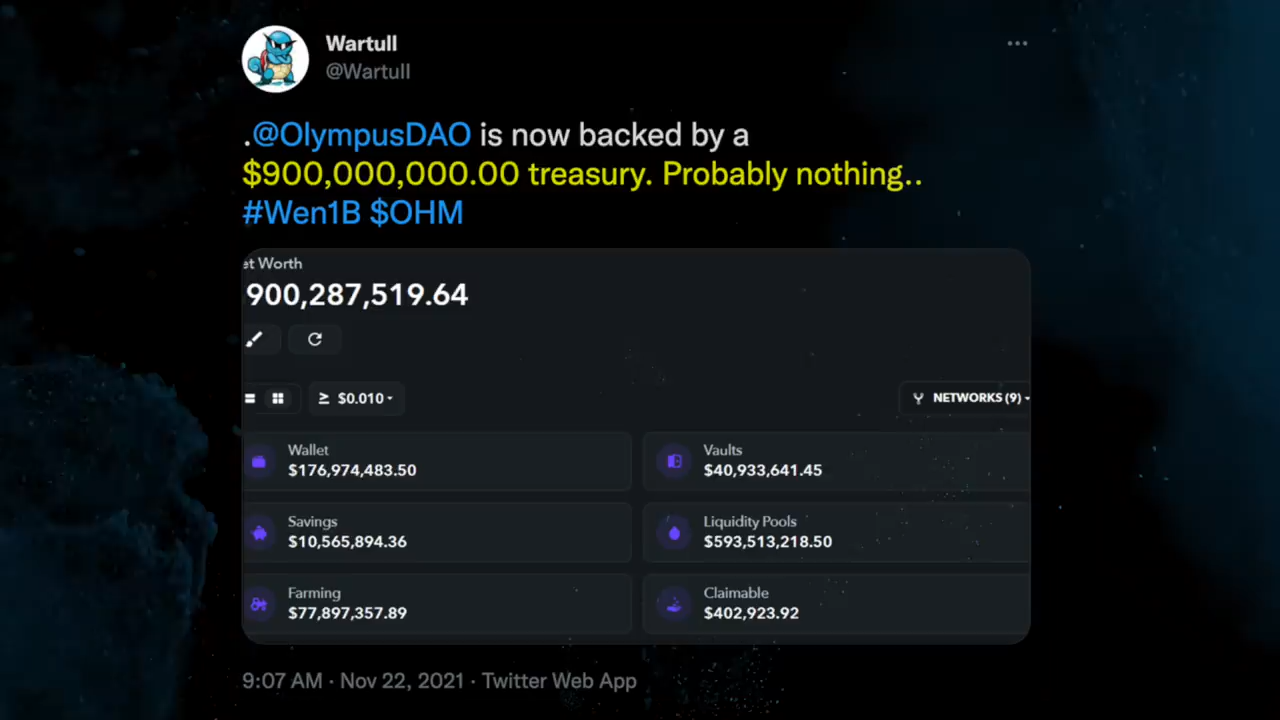 Wartull
@Wartull
.@OlympusDAO is now backed by a
$900,000,000.00 treasury. Probably nothing..
#Wen1B $OHM
et Worth
900,287,519.64
≥ $0.010
NETWORKS (9)
Wallet
$176,974,483.50
Vaults
$40,933,641.45
Savings
$10,565,894.36
Liquidity Pools
$593,513,218.50
Farming
$77,897,357.89
Claimable
$402,923.92
9:07 AM · Nov 22, 2021 · Twitter Web App